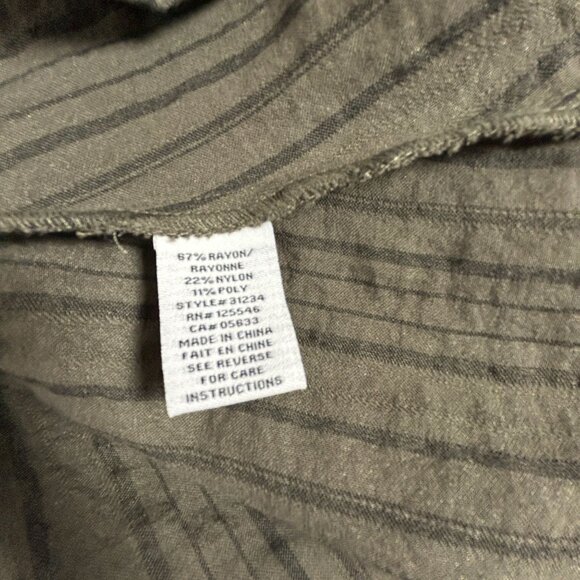 67% RAYON/
RAYONNE
22% NYLON
11% POLY
STYLE# 31234
RN# 125546
CA# 05633
MADE IN CHINA
FAIT EN CHINE
SEE REVERSE
FOR CARE
INSTRUCTIONS